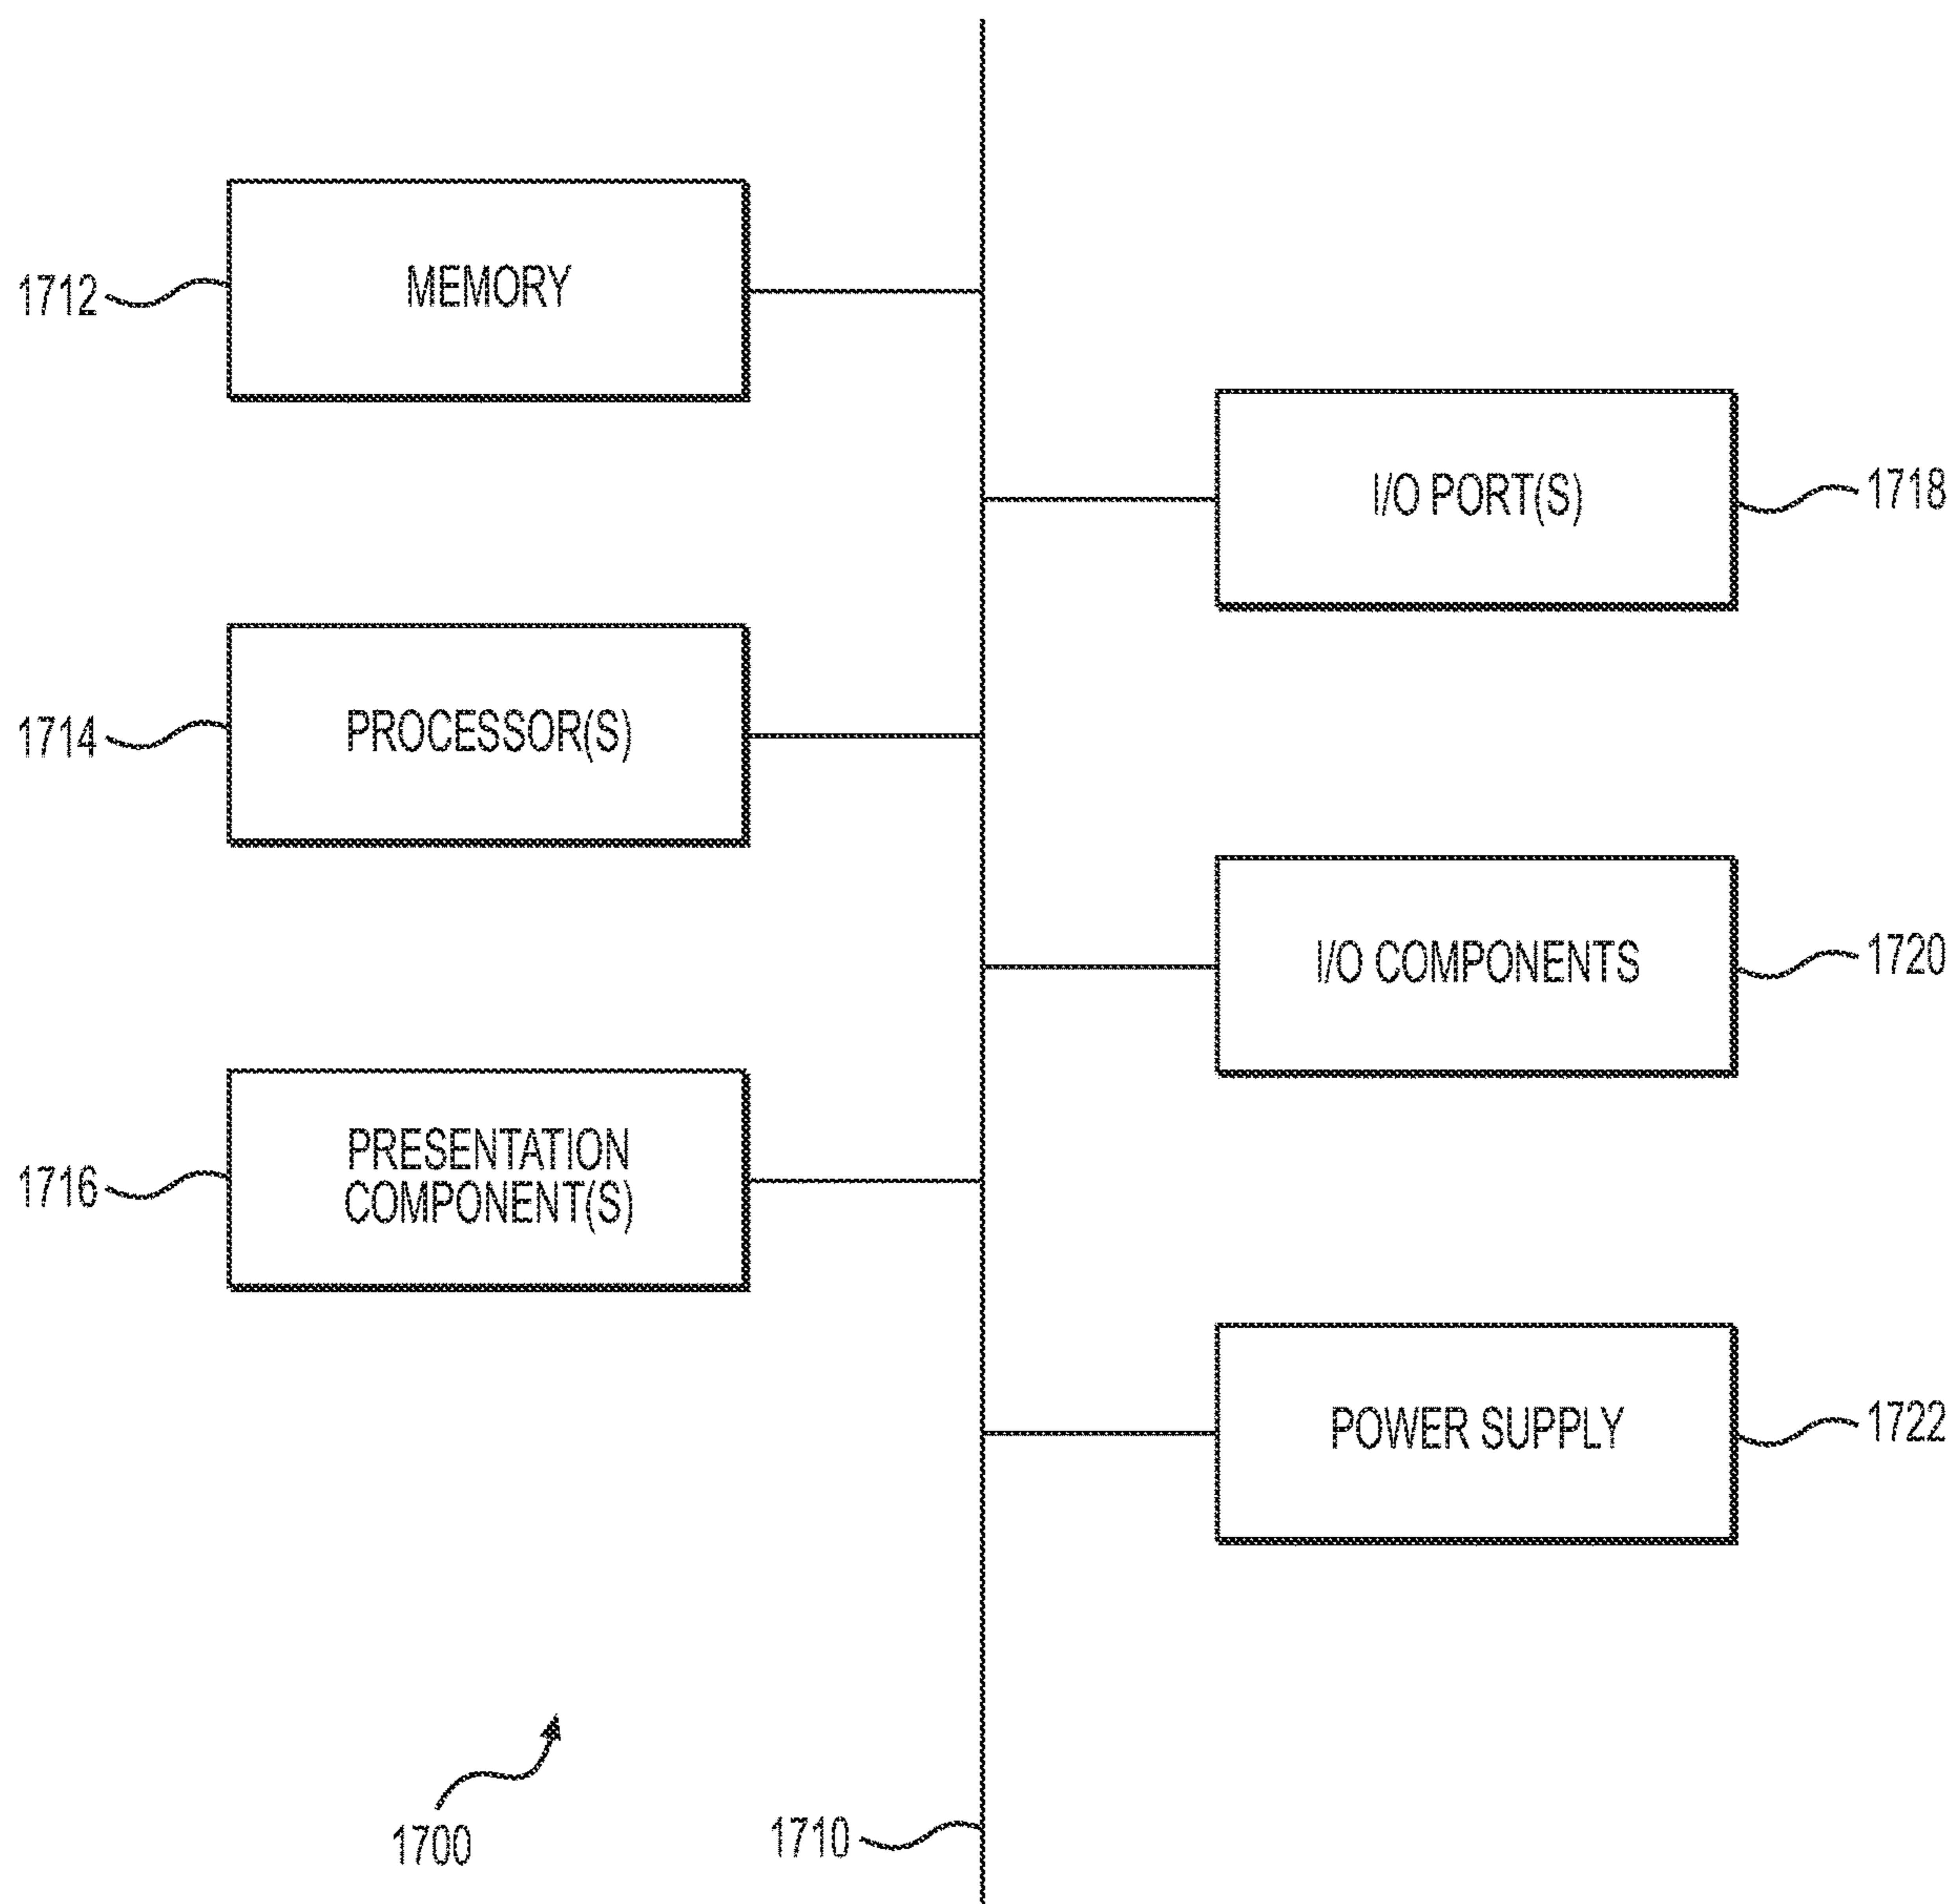 1712
MEMORY
I/O PORT(S)
1718
1714
PROCESSOR(S)
I/O COMPONENTS
1720
1716
PRESENTATION
COMPONENT(S)
POWER SUPPLY
1722
1700
1710